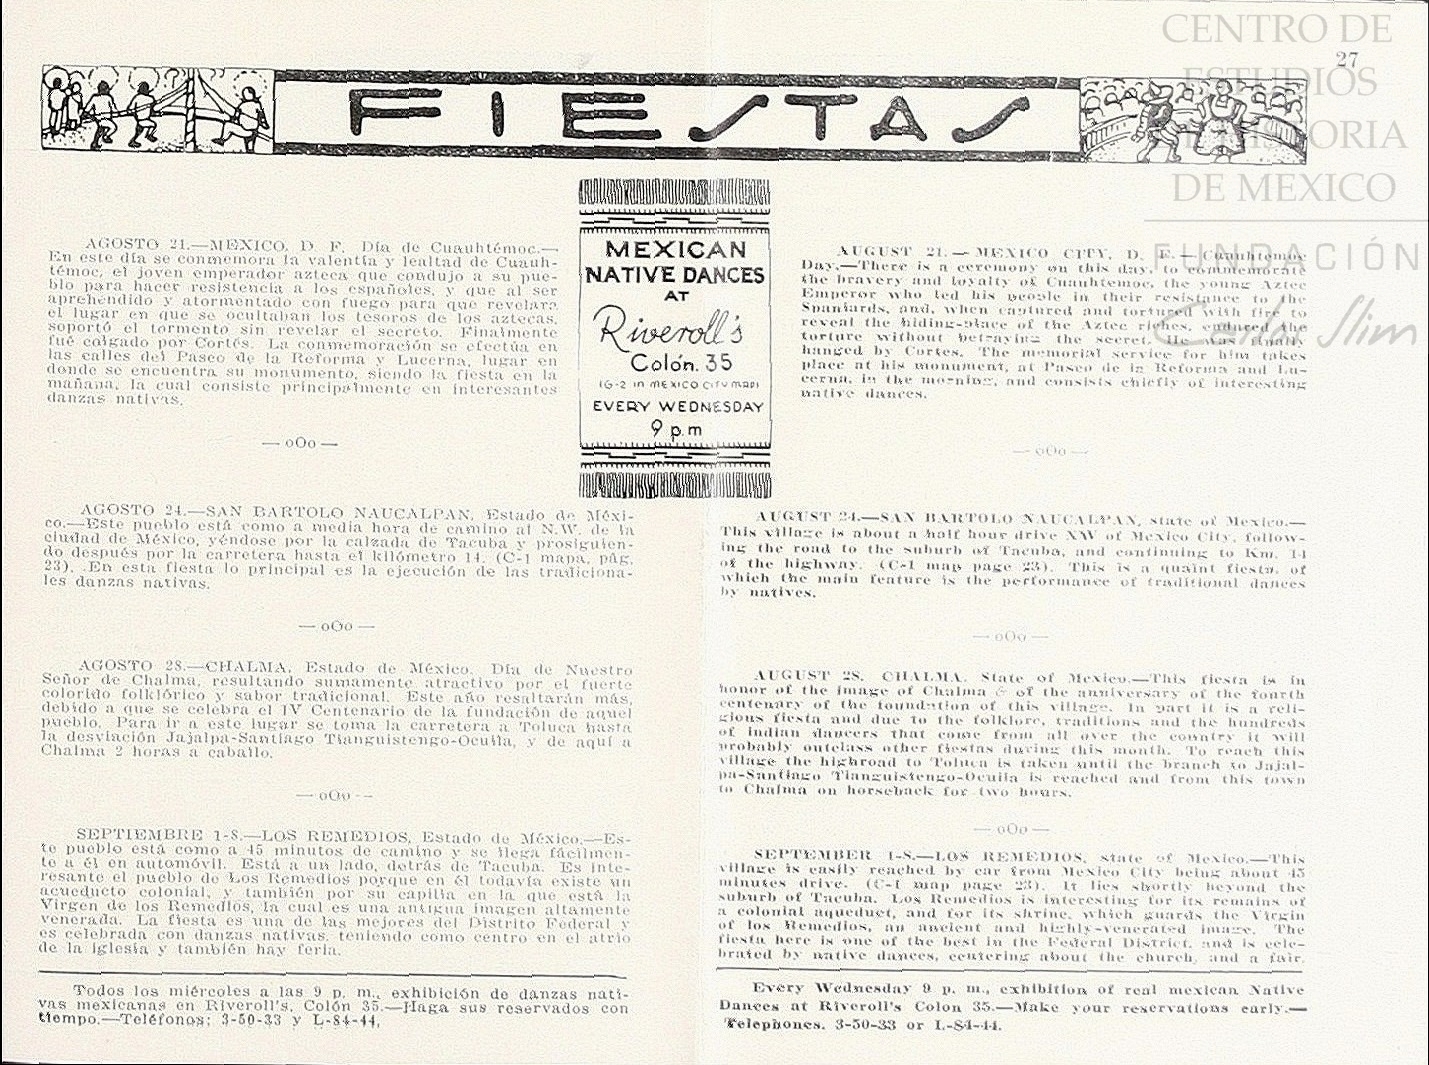 CENTRO DE
ESTUDIOS
DE HISTORIA
DE MEXICO
FUNDACIÓN
Carlos Slim
27
FIESTAS
MEXICAN
NATIVE DANCES
AT
Riveroll's
Colón. 35
(G-2 in MEXICO CITY MAP)
EVERY WEDNESDAY
9 p.m
AGOSTO 21.—MEXICO, D. F. Día de Cuauhtémoc.—
En este día se conmemora la valentía y lealtad de Cuauh-
témoc, el joven emperador azteca que condujo a su pue-
blo para hacer resistencia a los españoles, y que al ser
aprehendido y atormentado con fuego para que revelara
el lugar en que se ocultaban los tesoros de los aztecas,
soportó el tormento sin revelar el secreto. Finalmente
fué colgado por Cortés. La conmemoración se efectúa en
las calles del Paseo de la Reforma y Lucerna, lugar en
donde se encuentra su monumento, siendo la fiesta en la
mañana, la cual consiste principalmente en interesantes
danzas nativas.
—oOo—
AGOSTO 24.—SAN BARTOLO NAUCALPAN, Estado de Méxi-
co.—Este pueblo está como a media hora de camino al N.W. de la
ciudad de México, yéndose por la calzada de Tacuba y prosiguien-
do después por la carretera hasta el kilómetro 14. (C-1 mapa, pág.
23). .En esta fiesta lo principal es la ejecución de las tradiciona-
les danzas nativas.
—oOo—
AGOSTO 28.—CHALMA, Estado de México. Día de Nuestro
Señor de Chalma, resultando sumamente atractivo por el fuerte
colorido folklórico y sabor tradicional. Este año resaltarán más,
debido a que se celebra el IV Centenario de la fundación de aquel
pueblo. Para ir a este lugar se toma la carretera a Toluca hasta
la desviación Jajalpa-Santiago Tianguistengo-Ocuila, y de aquí a
Chalma 2 horas a caballo.
—oOo--
SEPTIEMBRE 1-8.—LOS REMEDIOS, Estado de México.—Es-
te pueblo está como a 45 minutos de camino y se llega fácilmen-
te a él en automóvil. Está a un lado, detrás de Tacuba. Es inte-
resante el pueblo de Los Remedios porque en él todavía existe un
acueducto colonial, y también por su capilla en la que está la
Virgen de los Remedios, la cual es una antigua imagen altamente
venerada. La fiesta es una de las mejores del Distrito Federal y
es celebrada con danzas nativas, teniendo como centro en el atrio
de la iglesia y también hay feria.
Todos los miércoles a las 9 p. m., exhibición de danzas nati-
vas mexicanas en Riveroll's, Colón 35.—Haga sus reservados con
tiempo.—Teléfonos: 3-50-33 y L-84-44,
AUGUST 21.— MEXICO CITY, D. F.— Cuauhtemoc
Day.—There is a ceremony on this day, to commemorate
the bravery and loyalty of Cuauhtemoc, the young Aztec
Emperor who led his people in their resistance to the
Spaniards, and, when captured and tortured with fire to
reveal the hiding-place of the Aztec riches, endured the
torture without betraying the secret. He was finally
hanged by Cortes. The memorial service for him takes
place at his monument, at Paseo de la Reforma and Lu-
cerna, in the morning, and consists chiefly of interesting
native dances.
—oOo—
AUGUST 24.—SAN BARTOLO NAUCALPAN, state of Mexico.—
This village is about a half hour drive NW of Mexico City, follow-
ing the road to the suburb of Tacuba, and continuing to Km. 14
of the highway. (C-1 map page 23). This is a quaint fiesta, of
which the main feature is the performance of traditional dances
by natives.
—oOo—
AUGUST 28. CHALMA. State of Mexico.—This fiesta is in
honor of the image of Chalma & of the anniversary of the fourth
centenary of the foundation of this village. In part it is a reli-
gious fiesta and due to the folklore, traditions and the hundreds
of indian dancers that come from all over the country it will
probably outclass other fiestas during this month. To reach this
village the highroad to Toluca is taken until the branch to Jajal-
pa-Santiago Tianguistengo-Ocuila is reached and from this town
to Chalma on horseback for two hours.
—oOo—
SEPTEMBER 1-8.—LOS REMEDIOS, state of Mexico.—This
village is easily reached by car from Mexico City being about 45
minutes drive. (C-1 map page 23). It lies shortly beyond the
suburb of Tacuba. Los Remedios is interesting for its remains of
a colonial aqueduct, and for its shrine, which guards the Virgin
of los Remedios, an ancient and highly-venerated image. The
fiesta here is one of the best in the Federal District, and is cele-
brated by native dances, centering about the church, and a fair.
Every Wednesday 9 p. m., exhibition of real mexican Native
Dances at Riveroll's Colon 35.—Make your reservations early.—
Telephones. 3-50-33 or L-84-44.